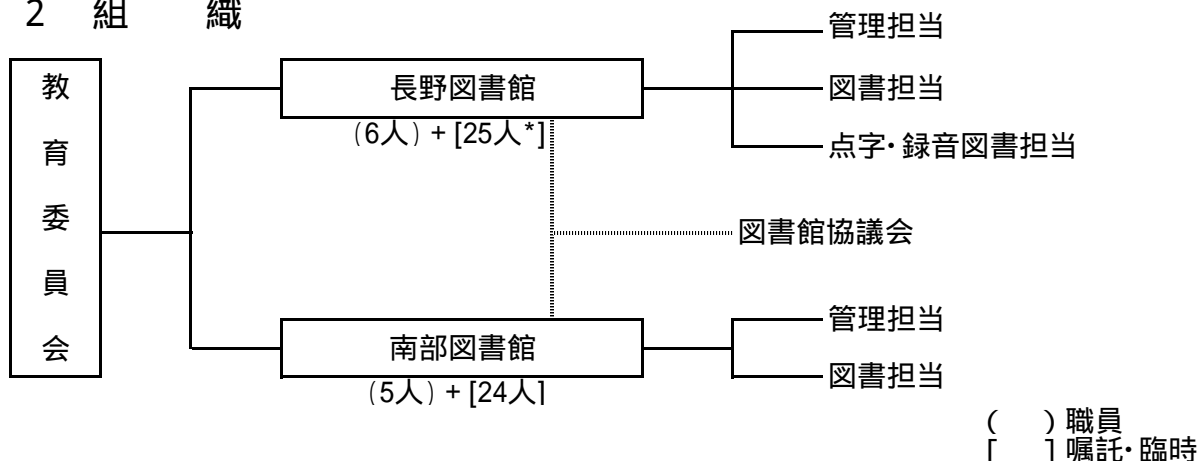 2 組 織
教育委員会
長野図書館
(6人) + [25人*]
管理担当
図書担当
点字・録音図書担当
図書館協議会
南部図書館
(5人) + [24人]
管理担当
図書担当
( ) 職員
[ ] 嘱託・臨時